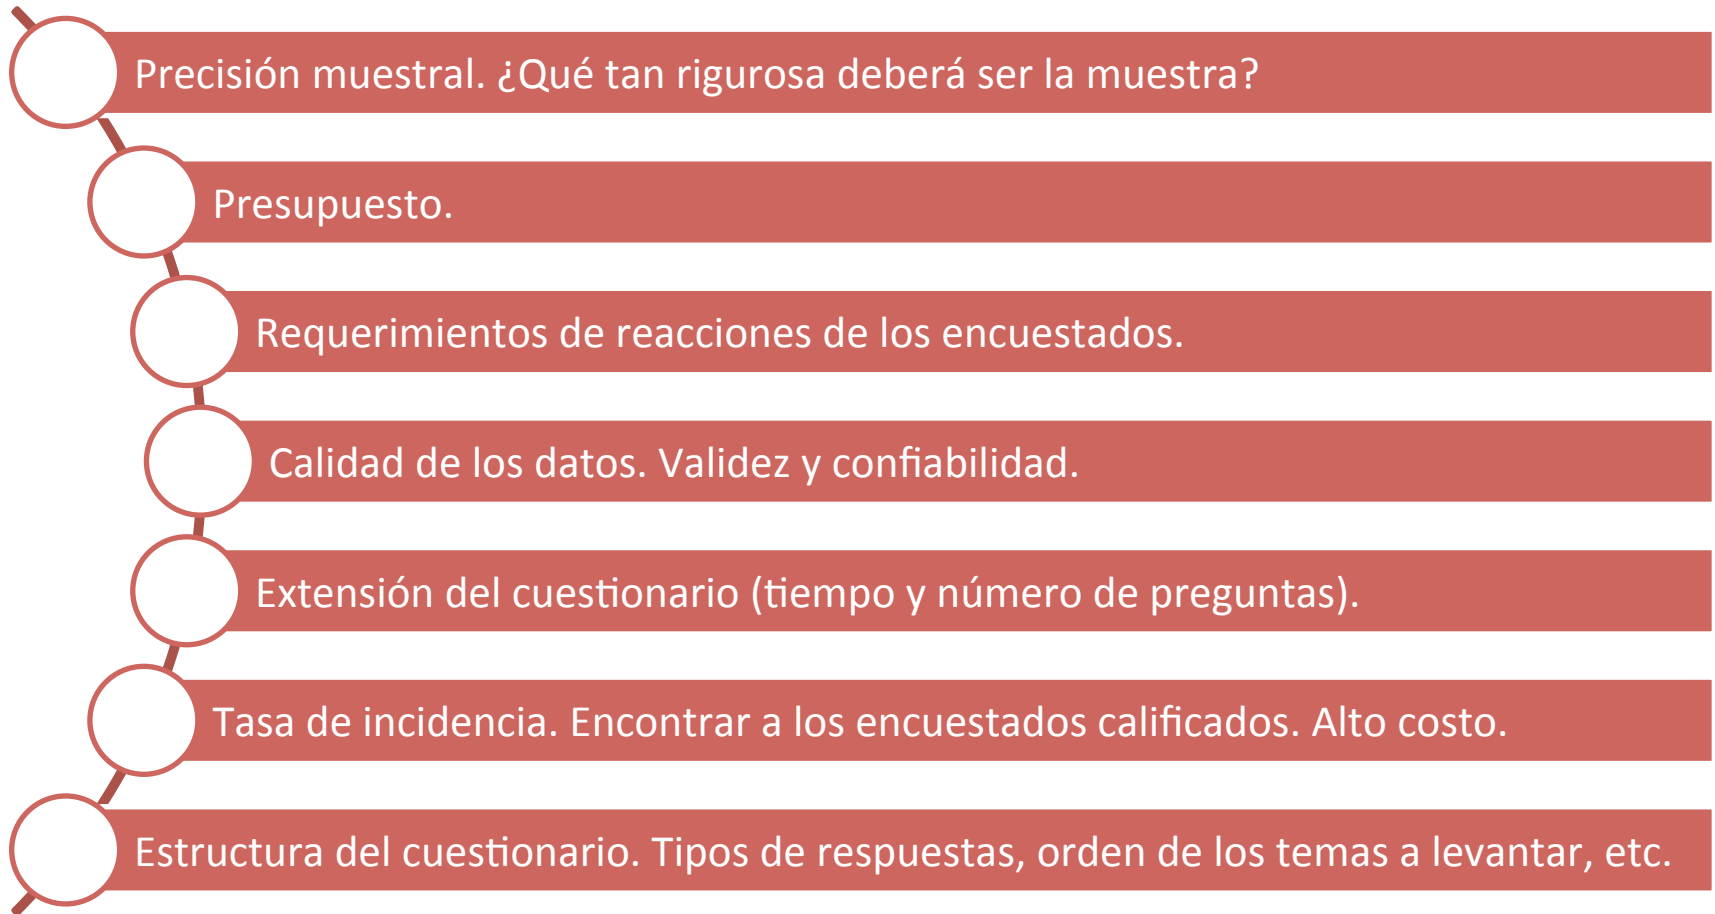 Precisión muestral. ¿Qué tan rigurosa deberá ser la muestra?
Presupuesto.
Requerimientos de reacciones de los encuestados.
Calidad de los datos. Validez y confiabilidad.
Extensión del cuestionario (tiempo y número de preguntas).
Tasa de incidencia. Encontrar a los encuestados calificados. Alto costo.
Estructura del cuestionario. Tipos de respuestas, orden de los temas a levantar, etc.